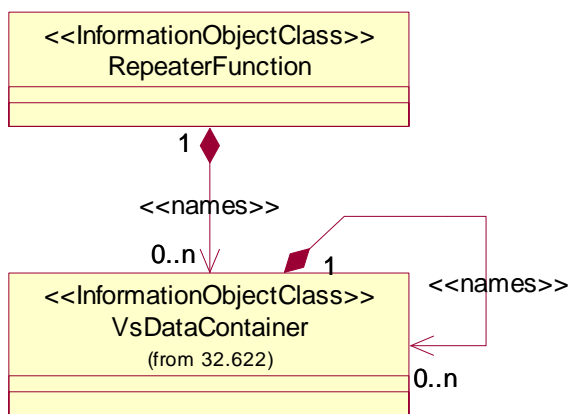 <<InformationObjectClass>>
RepeaterFunction
1
<<names>>
0..n
1
<<InformationObjectClass>>
VsDataContainer
(from 32.622)
<<names>>
0..n